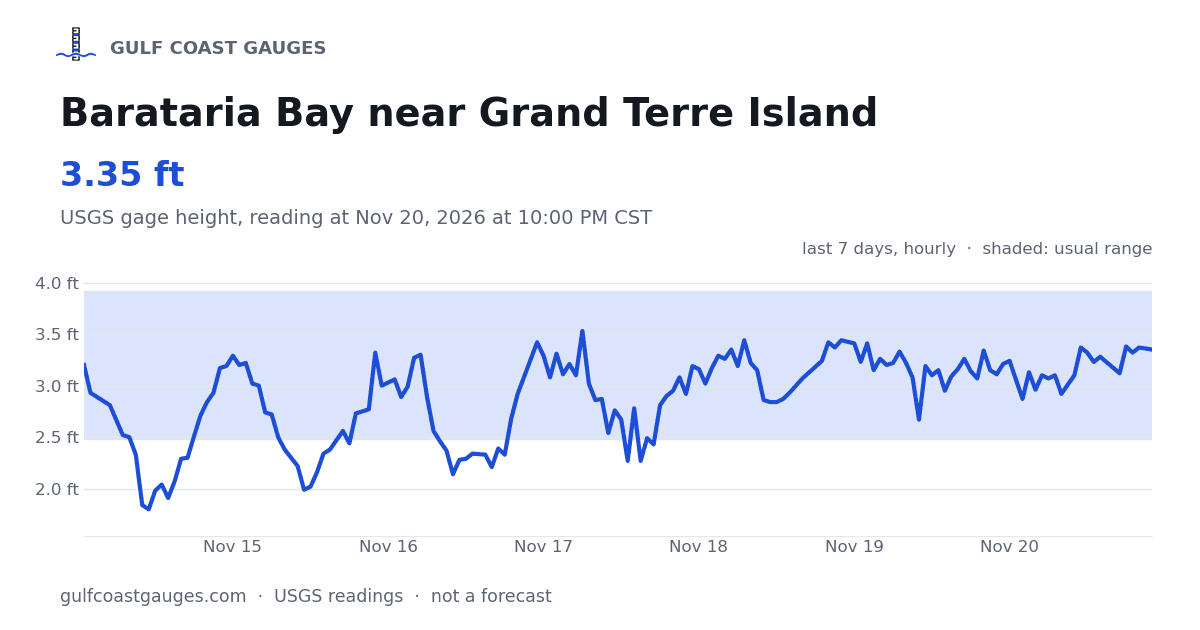 GULF COAST GAUGES
Barataria Bay near Grand Terre Island
3.35 ft
USGS gage height, reading at Nov 20, 2026 at 10:00 PM CST
last 7 days, hourly · shaded: usual range
4.0 ft
3.5 ft
3.0 ft
2.5 ft
2.0 ft
Nov 15 Nov 16 Nov 17 Nov 18 Nov 19 Nov 20
gulfcoastgauges.com · USGS readings · not a forecast